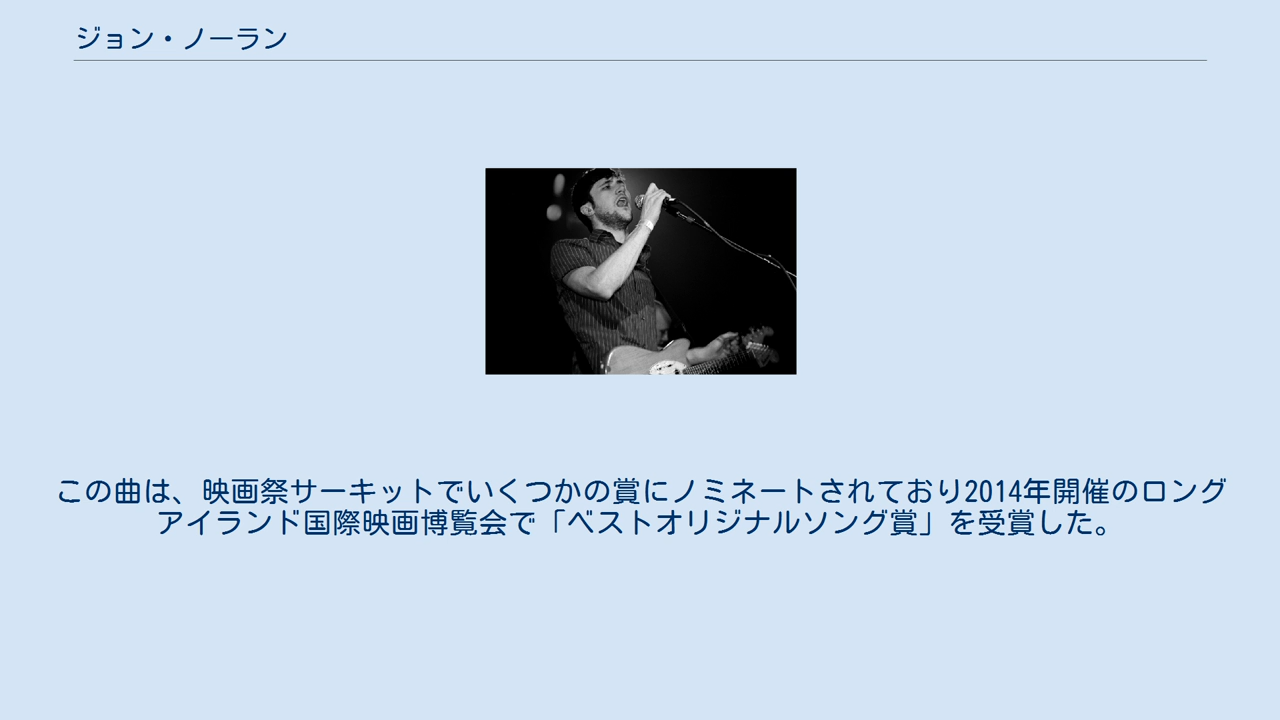 ジョン・ノーラン
この曲は、映画祭サーキットでいくつかの賞にノミネートされており2014年開催のロング
アイランド国際映画博覧会で「ベストオリジナルソング賞」を受賞した。